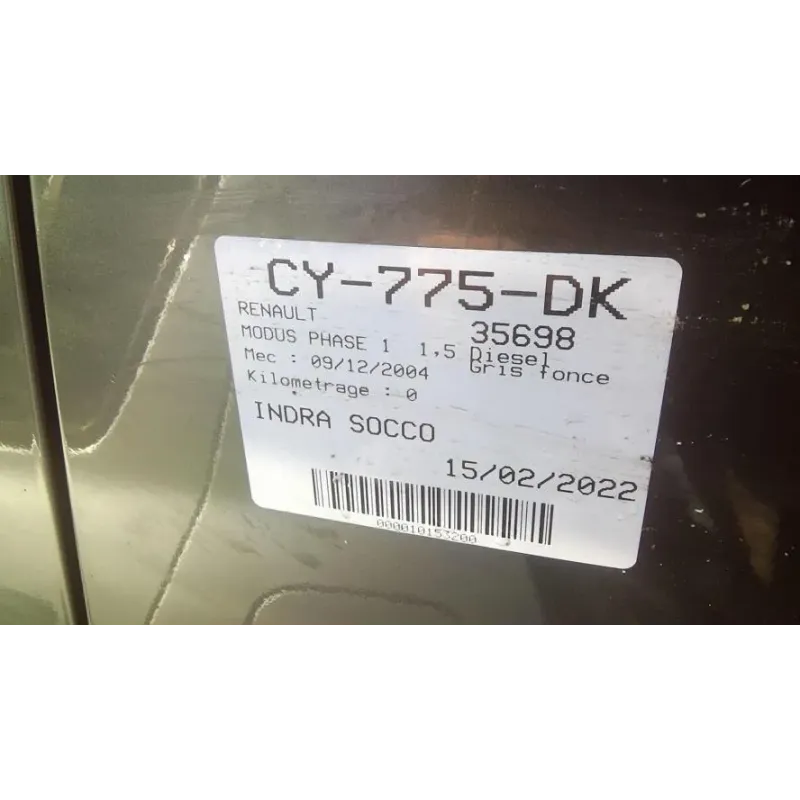 CY-775-DK
RENAULT 35698
MODUS PHASE 1 1,5 Diesel
Mec : 09/12/2004 Gris fonce
Kilometrage : 0
INDRA SOCCO
15/02/2022
000010153200